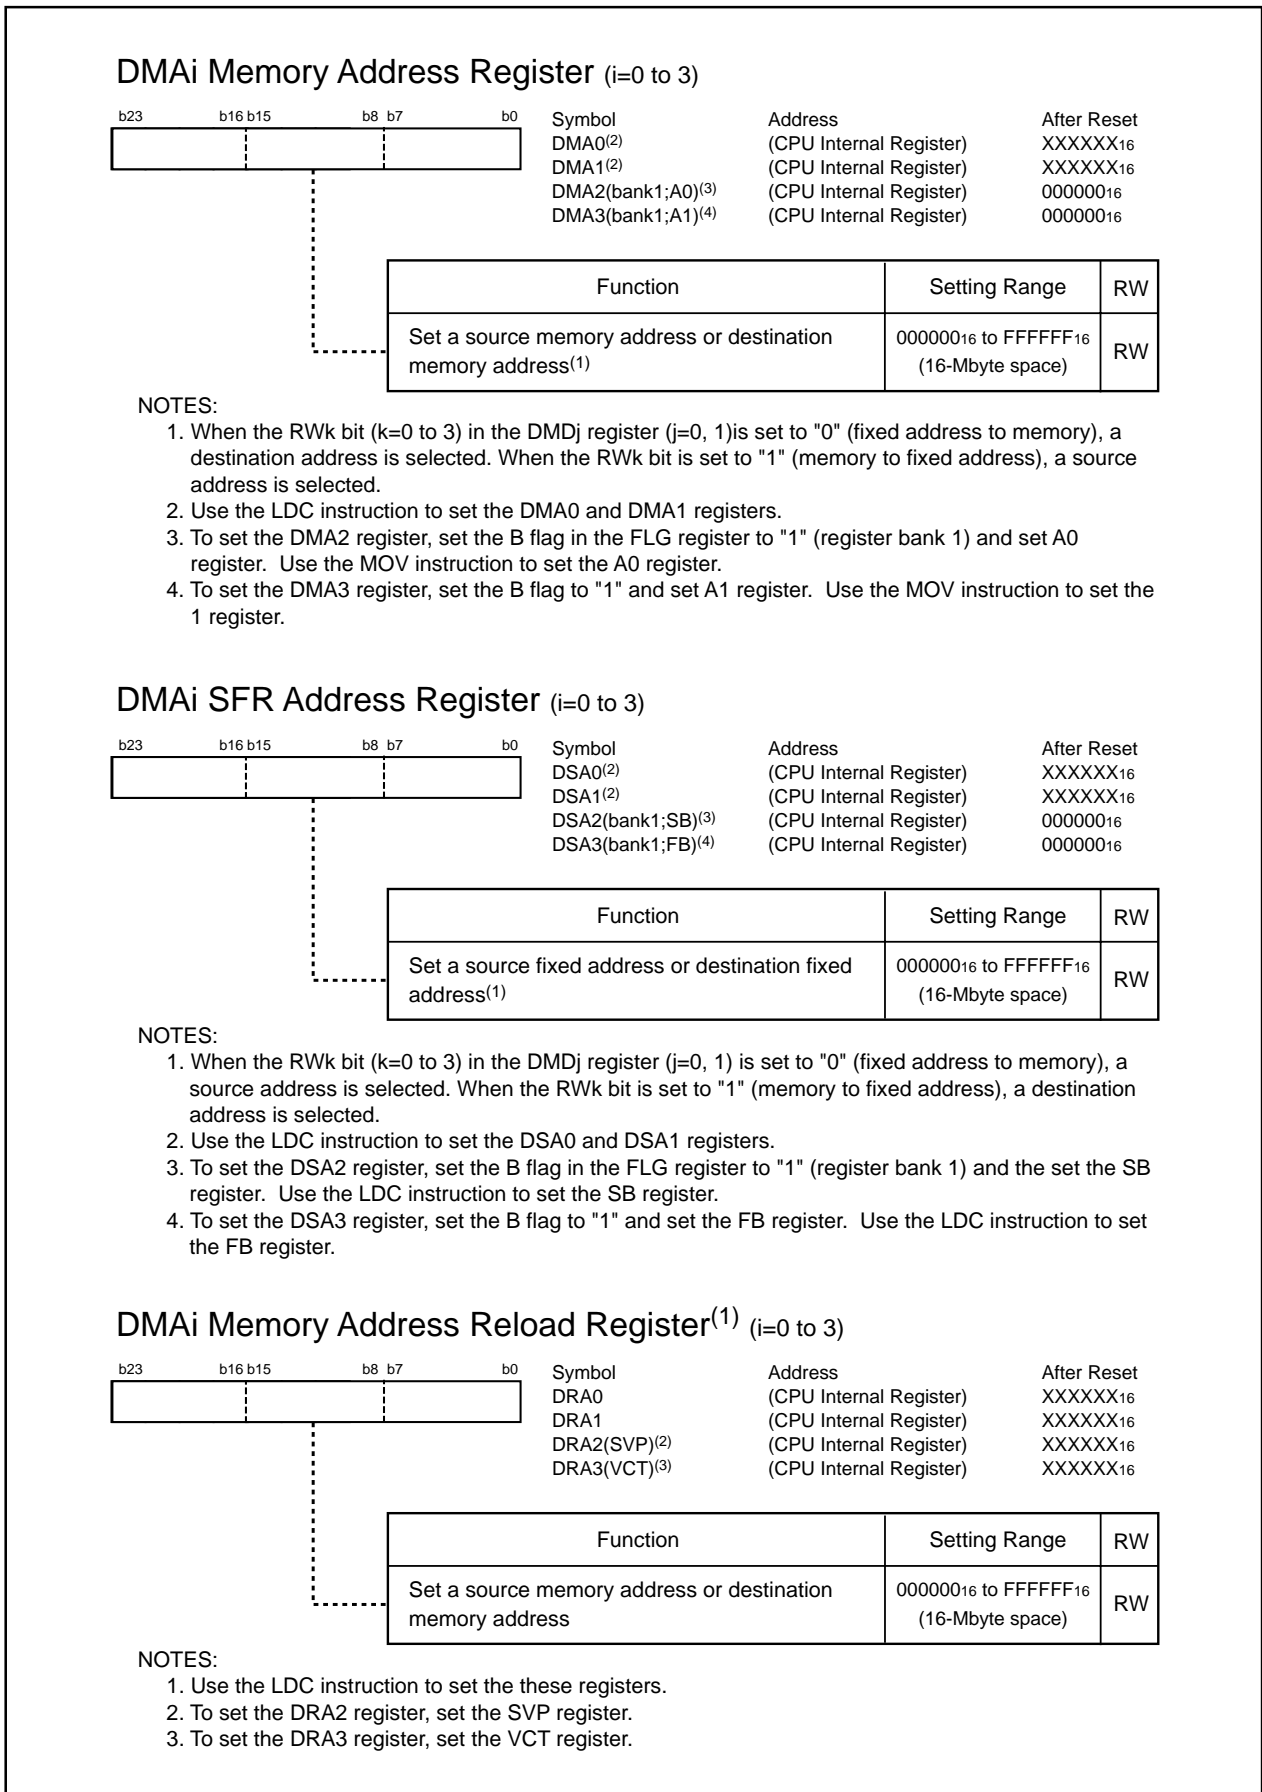 DMAi Memory Address Register (i=0 to 3)
b23 b16 b15 b8 b7 b0
Symbol Address After Reset
DMA0(2) (CPU Internal Register) XXXXXX16
DMA1(2) (CPU Internal Register) XXXXXX16
DMA2(bank1;A0)(3) (CPU Internal Register) 00000016
DMA3(bank1;A1)(4) (CPU Internal Register) 00000016
Function Setting Range RW
Set a source memory address or destination
memory address(1)
00000016 to FFFFFF16
(16-Mbyte space)
RW
NOTES:
1. When the RWk bit (k=0 to 3) in the DMDj register (j=0, 1)is set to "0" (fixed address to memory), a
destination address is selected. When the RWk bit is set to "1" (memory to fixed address), a source
address is selected.
2. Use the LDC instruction to set the DMA0 and DMA1 registers.
3. To set the DMA2 register, set the B flag in the FLG register to "1" (register bank 1) and set A0
register. Use the MOV instruction to set the A0 register.
4. To set the DMA3 register, set the B flag to "1" and set A1 register. Use the MOV instruction to set the
1 register.
DMAi SFR Address Register (i=0 to 3)
b23 b16 b15 b8 b7 b0
Symbol Address After Reset
DSA0(2) (CPU Internal Register) XXXXXX16
DSA1(2) (CPU Internal Register) XXXXXX16
DSA2(bank1;SB)(3) (CPU Internal Register) 00000016
DSA3(bank1;FB)(4) (CPU Internal Register) 00000016
Function Setting Range RW
Set a source fixed address or destination fixed
address(1)
00000016 to FFFFFF16
(16-Mbyte space)
RW
NOTES:
1. When the RWk bit (k=0 to 3) in the DMDj register (j=0, 1) is set to "0" (fixed address to memory), a
source address is selected. When the RWk bit is set to "1" (memory to fixed address), a destination
address is selected.
2. Use the LDC instruction to set the DSA0 and DSA1 registers.
3. To set the DSA2 register, set the B flag in the FLG register to "1" (register bank 1) and the set the SB
register. Use the LDC instruction to set the SB register.
4. To set the DSA3 register, set the B flag to "1" and set the FB register. Use the LDC instruction to set
the FB register.
DMAi Memory Address Reload Register(1) (i=0 to 3)
b23 b16 b15 b8 b7 b0
Symbol Address After Reset
DRA0 (CPU Internal Register) XXXXXX16
DRA1 (CPU Internal Register) XXXXXX16
DRA2(SVP)(2) (CPU Internal Register) XXXXXX16
DRA3(VCT)(3) (CPU Internal Register) XXXXXX16
Function Setting Range RW
Set a source memory address or destination
memory address
00000016 to FFFFFF16
(16-Mbyte space)
RW
NOTES:
1. Use the LDC instruction to set the these registers.
2. To set the DRA2 register, set the SVP register.
3. To set the DRA3 register, set the VCT register.